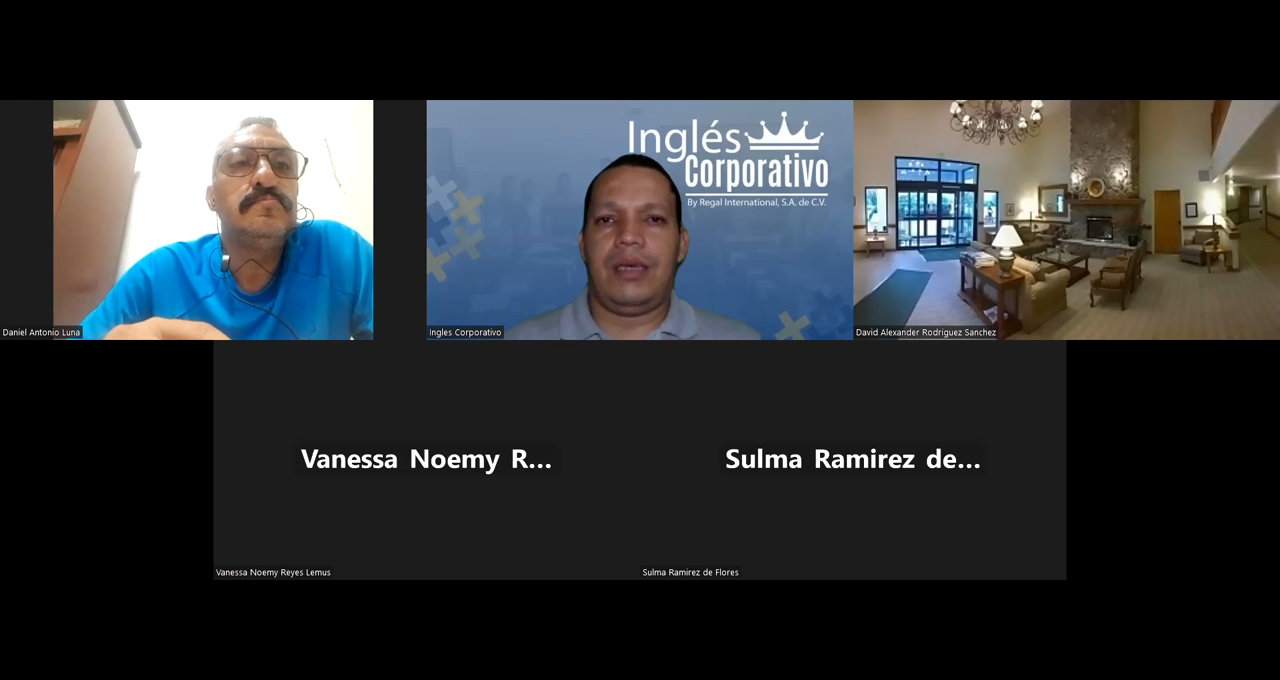 Inglés
Corporativo
By Regal International, S.A. de C.V.
Daniel Antonio Luna
Ingles Corporativo
David Alexander Rodriguez Sanchez
Vanessa Noemy R...
Sulma Ramirez de...
Vanessa Noemy Reyes Lemus
Sulma Ramirez de Flores